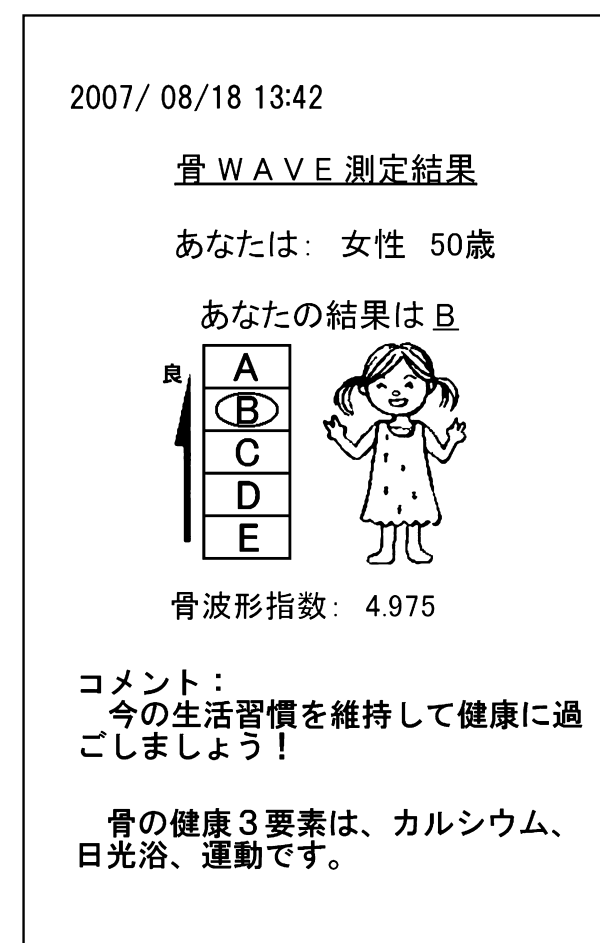 2007/ 08/18 13:42
骨WAVE測定結果
あなたは: 女性 50歳
あなたの結果はB
良
A
B
C
D
E
骨波形指数: 4.975
コメント：
今の生活習慣を維持して健康に過
ごしましょう！
骨の健康３要素は、カルシウム、
日光浴、運動です。